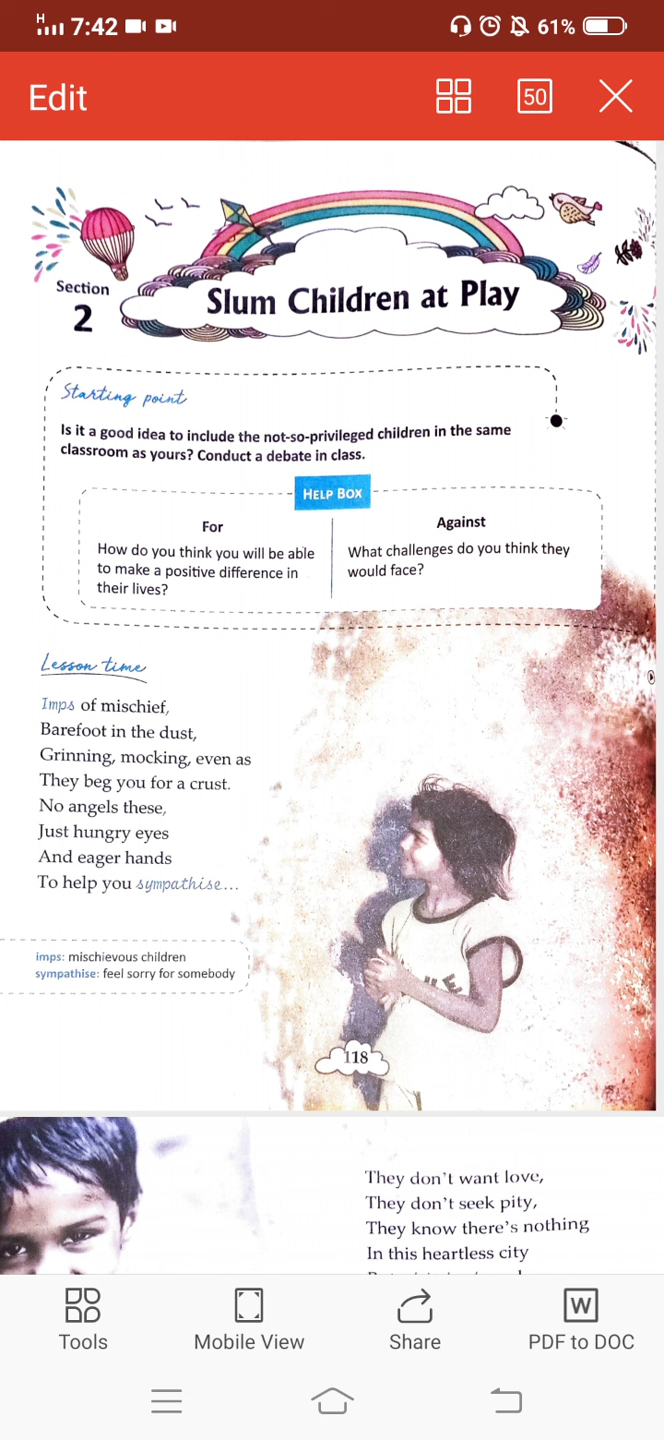 H
7:42
61%
Edit
50
Section
2
Slum Children at Play
Starting point
Is it a good idea to include the not-so-privileged children in the same
classroom as yours? Conduct a debate in class.
HELP BOX
For
How do you think you will be able
to make a positive difference in
their lives?
Against
What challenges do you think they
would face?
Lesson time
Imps of mischief,
Barefoot in the dust,
Grinning, mocking, even as
They beg you for a crust.
No angels these,
Just hungry eyes
And eager hands
To help you sympathise...
imps: mischievous children
sympathise: feel sorry for somebody
118
They don't want love,
They don't seek pity,
They know there's nothing
In this heartless city
Tools
Mobile View
Share
W
PDF to DOC